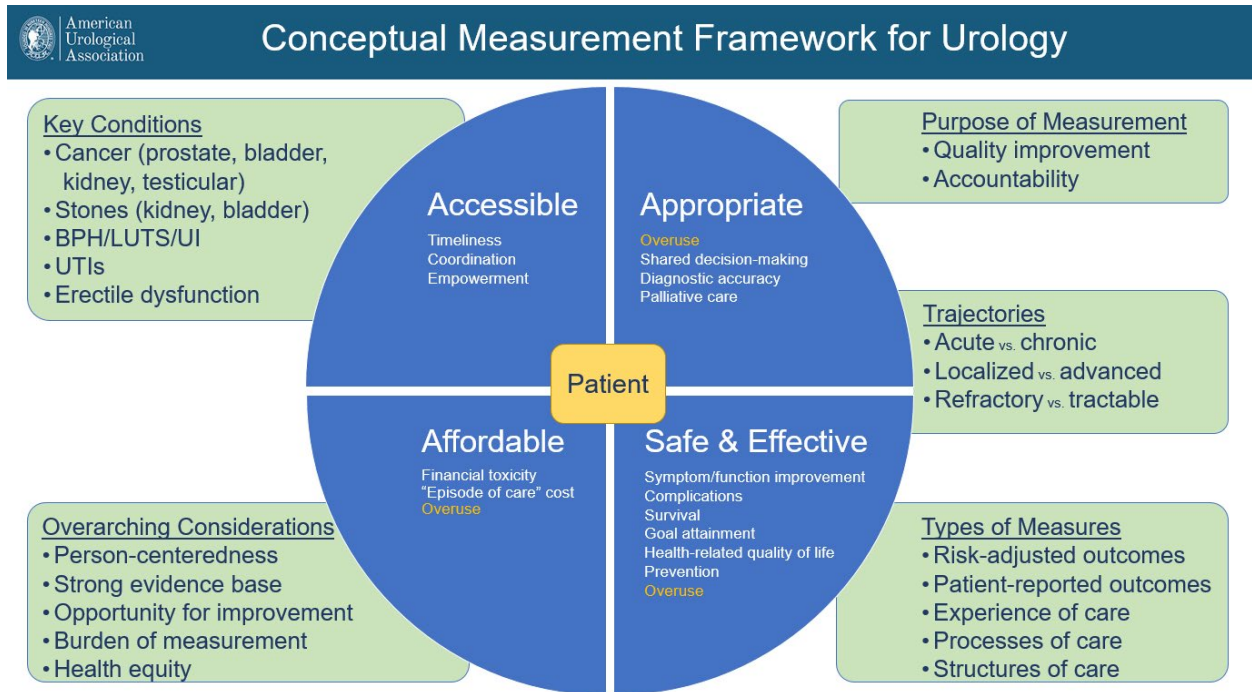 American
Urological
Association
Conceptual Measurement Framework for Urology
Key Conditions
• Cancer (prostate, bladder,
kidney, testicular)
• Stones (kidney, bladder)
• BPH/LUTS/UI
• UTIs
• Erectile dysfunction
Accessible
Timeliness
Coordination
Empowerment
Appropriate
Overuse
Shared decision-making
Diagnostic accuracy
Palliative care
Purpose of Measurement
• Quality improvement
• Accountability
Trajectories
• Acute vs. chronic
• Localized vs. advanced
• Refractory vs. tractable
Patient
Affordable
Financial toxicity
"Episode of care" cost
Overuse
Safe & Effective
Symptom/function improvement
Complications
Survival
Goal attainment
Health-related quality of life
Prevention
Overuse
Overarching Considerations
• Person-centeredness
• Strong evidence base
• Opportunity for improvement
• Burden of measurement
• Health equity
Types of Measures
• Risk-adjusted outcomes
• Patient-reported outcomes
• Experience of care
• Processes of care
• Structures of care